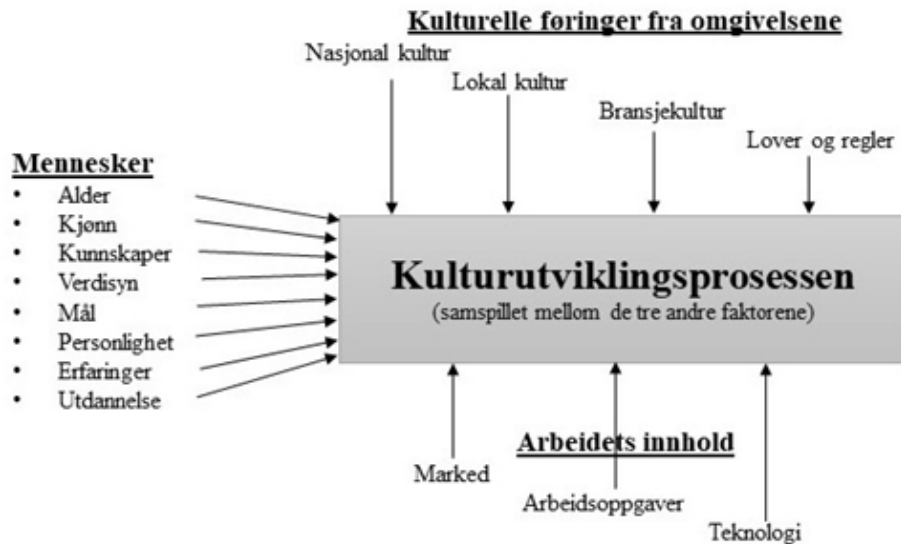 Kulturelle føringer fra omgivelsene
Nasjonal kultur
Lokal kultur
Bransjekultur
Lover og regler
Mennesker
• Alder
• Kjønn
• Kunnskaper
• Verdisyn
• Mål
• Personlighet
• Erfaringer
• Utdannelse
Kulturutviklingsprosessen
(samspillet mellom de tre andre faktorene)
Arbeidets innhold
Marked
Arbeidsoppgaver
Teknologi